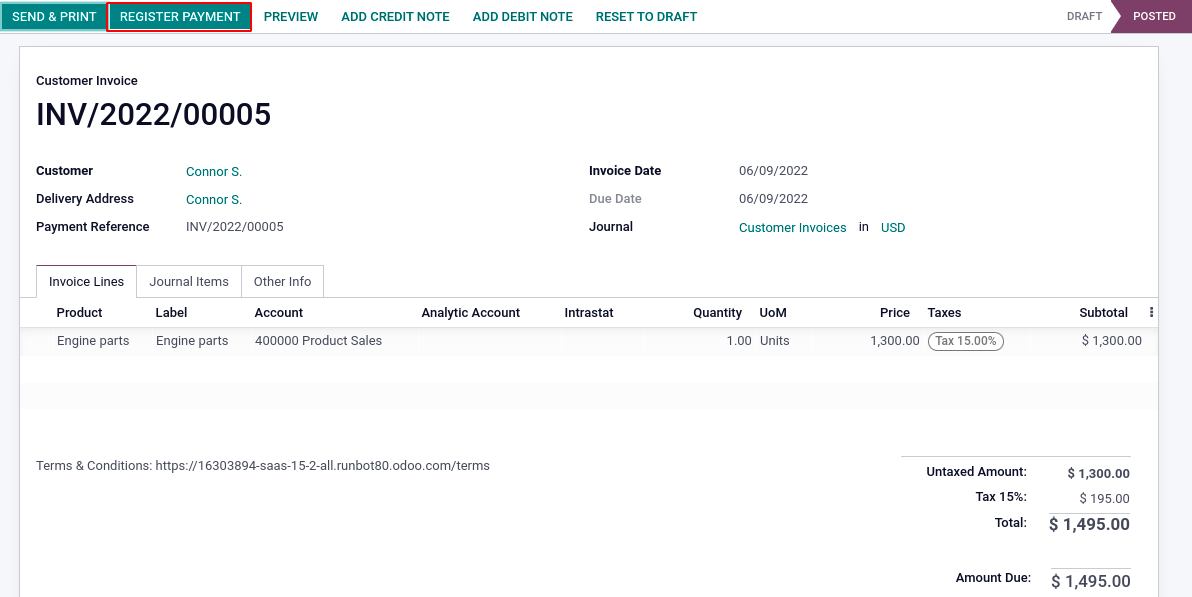 SEND & PRINT REGISTER PAYMENT PREVIEW ADD CREDIT NOTE ADD DEBIT NOTE RESET TO DRAFT DRAFT POSTED
Customer Invoice
INV/2022/00005
Customer Connor S. Invoice Date 06/09/2022
Delivery Address Connor S. Due Date 06/09/2022
Payment Reference INV/2022/00005 Journal Customer Invoices in USD
Invoice Lines Journal Items Other Info
Product Label Account Analytic Account Intrastat Quantity UoM Price Taxes Subtotal
Engine parts Engine parts 400000 Product Sales 1.00 Units 1,300.00 Tax 15.00% $ 1,300.00
Terms & Conditions: https://16303894-saas-15-2-all.runbot80.odoo.com/terms
Untaxed Amount: $ 1,300.00
Tax 15%: $ 195.00
Total: $ 1,495.00
Amount Due: $ 1,495.00